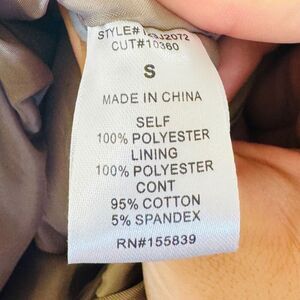 STYLE#
CUT#10360
S
MADE IN CHINA
SELF
100% POLYESTER
LINING
100% POLYESTER
CONT
95% COTTON
5% SPANDEX
RN#155839